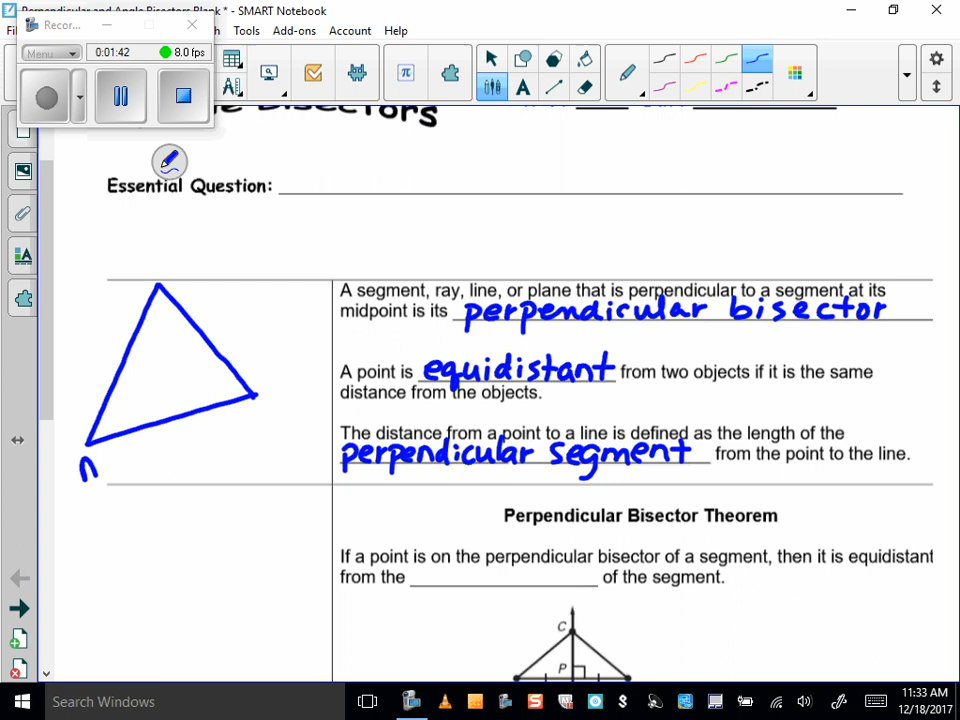 Perpendicular and Angle Bisectors Blank * - SMART Notebook
Recor...
Tools Add-ons Account Help
Menu
0:01:42
8.0 fps
Bisectors
Essential Question:
A segment, ray, line, or plane that is perpendicular to a segment at its
midpoint is its perpendicular bisector
A point is equidistant from two objects if it is the same
distance from the objects.
The distance from a point to a line is defined as the length of the
perpendicular segment from the point to the line.
Perpendicular Bisector Theorem
If a point is on the perpendicular bisector of a segment, then it is equidistant
from the of the segment.
C
P
Search Windows
11:33 AM
12/18/2017